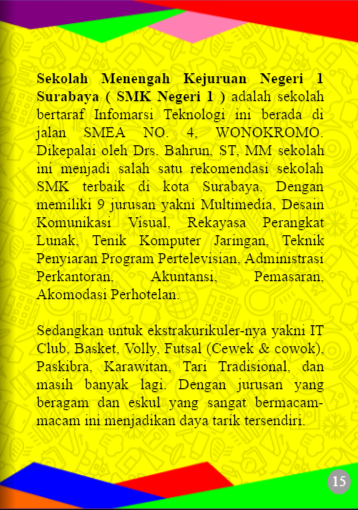 Sekolah Menengah Kejuruan Negeri 1
Surabaya ( SMK Negeri 1 ) adalah sekolah
bertaraf Infomarsi Teknologi ini berada di
jalan SMEA NO. 4, WONOKROMO.
Dikepalai oleh Drs. Bahrun, ST, MM sekolah
ini menjadi salah satu rekomendasi sekolah
SMK terbaik di kota Surabaya. Dengan
memiliki 9 jurusan yakni Multimedia, Desain
Komunikasi Visual, Rekayasa Perangkat
Lunak, Tenik Komputer Jaringan, Teknik
Penyiaran Program Pertelevisian, Administrasi
Perkantoran, Akuntansi, Pemasaran,
Akomodasi Perhotelan.
Sedangkan untuk ekstrakurikuler-nya yakni IT
Club, Basket, Volly, Futsal (Cewek & cowok),
Paskibra, Karawitan, Tari Tradisional, dan
masih banyak lagi. Dengan jurusan yang
beragam dan eskul yang sangat bermacam-
macam ini menjadikan daya tarik tersendiri.
15